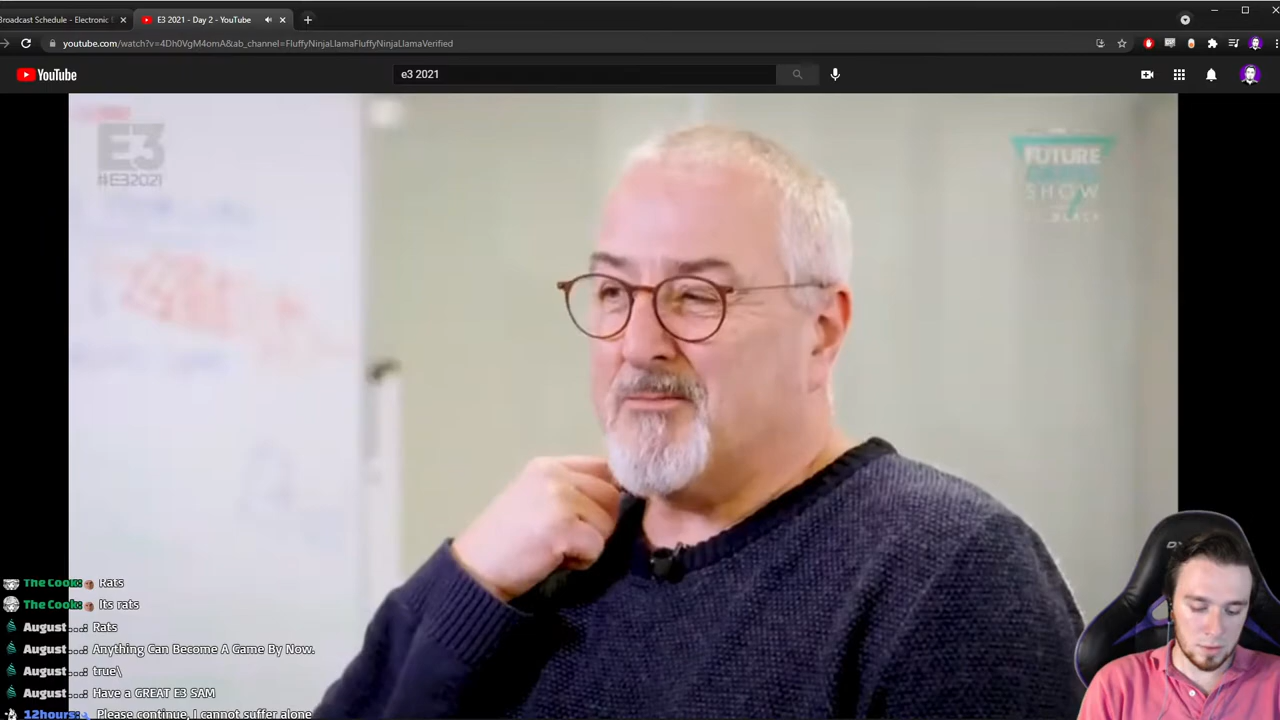 Broadcast Schedule - Electronic E
E3 2021 - Day 2 - YouTube
youtube.com/watch?v=4Dh0VgM4omA&ab_channel=FluffyNinjaLlamaFluffyNinjaLlamaVerified
YouTube
e3 2021
E3
#E32021
FUTURE
GAMES
SHOW
The Cook: Rats
The Cook: Its rats
August...: Rats
August...: Anything Can Become A Game By Now.
August...: true\
August...: Have a GREAT E3 SAM
12hours: Please continue, I cannot suffer alone